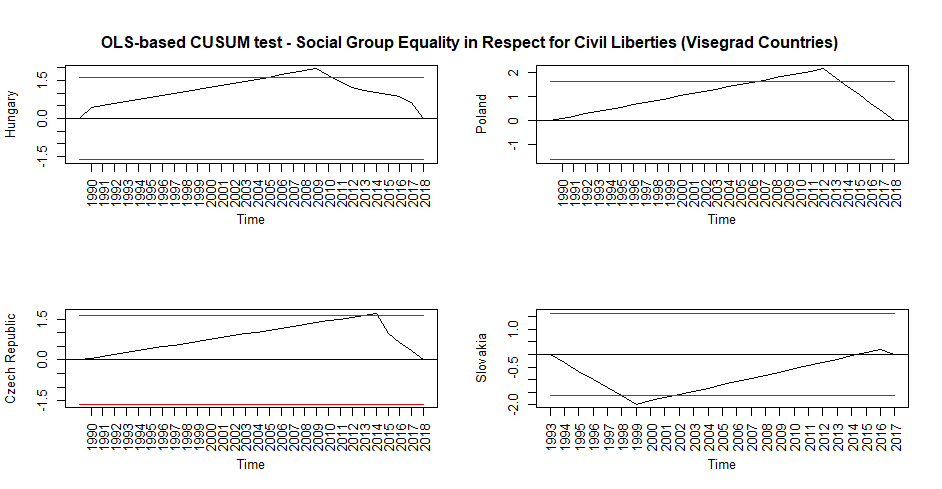 OLS-based CUSUM test - Social Group Equality in Respect for Civil Liberties (Visegrad Countries)
Hungary
1.5
0.0
-1.5
1990 1991 1992 1993 1994 1995 1996 1997 1998 1999 2000 2001 2002 2003 2004 2005 2006 2007 2008 2009 2010 2011 2012 2013 2014 2015 2016 2017 2018
Time
Poland
2
1
0
-1
1990 1991 1992 1993 1995 1996 1997 1998 1999 2000 2001 2002 2003 2004 2005 2006 2007 2008 2009 2010 2011 2012 2013 2014 2015 2016 2017 2018
Time
Czech Republic
1.5
0.0
-1.5
1990 1991 1992 1993 1994 1995 1996 1997 1998 1999 2000 2001 2002 2003 2004 2005 2006 2007 2008 2009 2010 2011 2012 2013 2014 2015 2016 2017 2018
Time
Slovakia
1.0
-0.5
-2.0
1993 1994 1995 1996 1997 1998 1999 2000 2001 2002 2003 2004 2005 2006 2007 2008 2009 2010 2011 2012 2013 2014 2015 2016 2017
Time